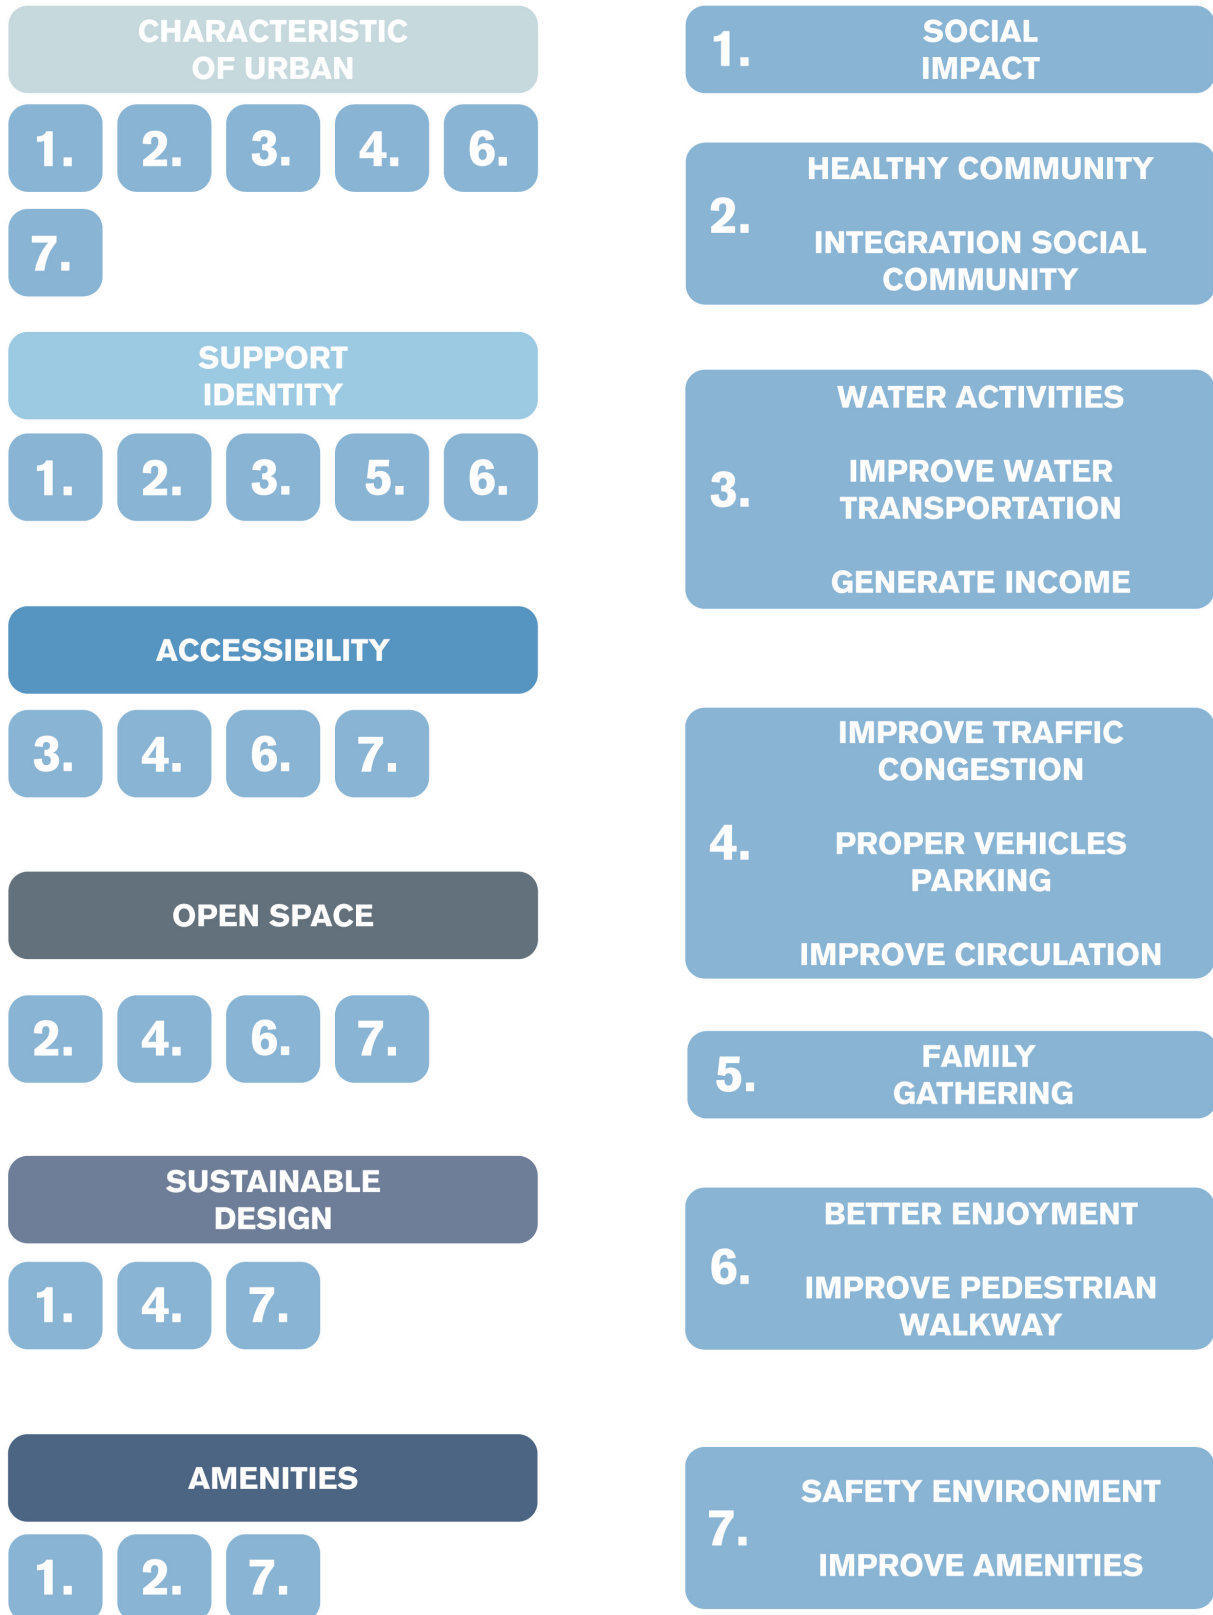 CHARACTERISTIC
OF URBAN
1. 2. 3. 4. 6.
7.
SUPPORT
IDENTITY
1. 2. 3. 5. 6.
ACCESSIBILITY
3. 4. 6. 7.
OPEN SPACE
2. 4. 6. 7.
SUSTAINABLE
DESIGN
1. 4. 7.
AMENITIES
1. 2. 7.
1.
SOCIAL
IMPACT
2.
HEALTHY COMMUNITY
INTEGRATION SOCIAL
COMMUNITY
3.
WATER ACTIVITIES
IMPROVE WATER
TRANSPORTATION
GENERATE INCOME
4.
IMPROVE TRAFFIC
CONGESTION
PROPER VEHICLES
PARKING
IMPROVE CIRCULATION
5.
FAMILY
GATHERING
6.
BETTER ENJOYMENT
IMPROVE PEDESTRIAN
WALKWAY
7.
SAFETY ENVIRONMENT
IMPROVE AMENITIES